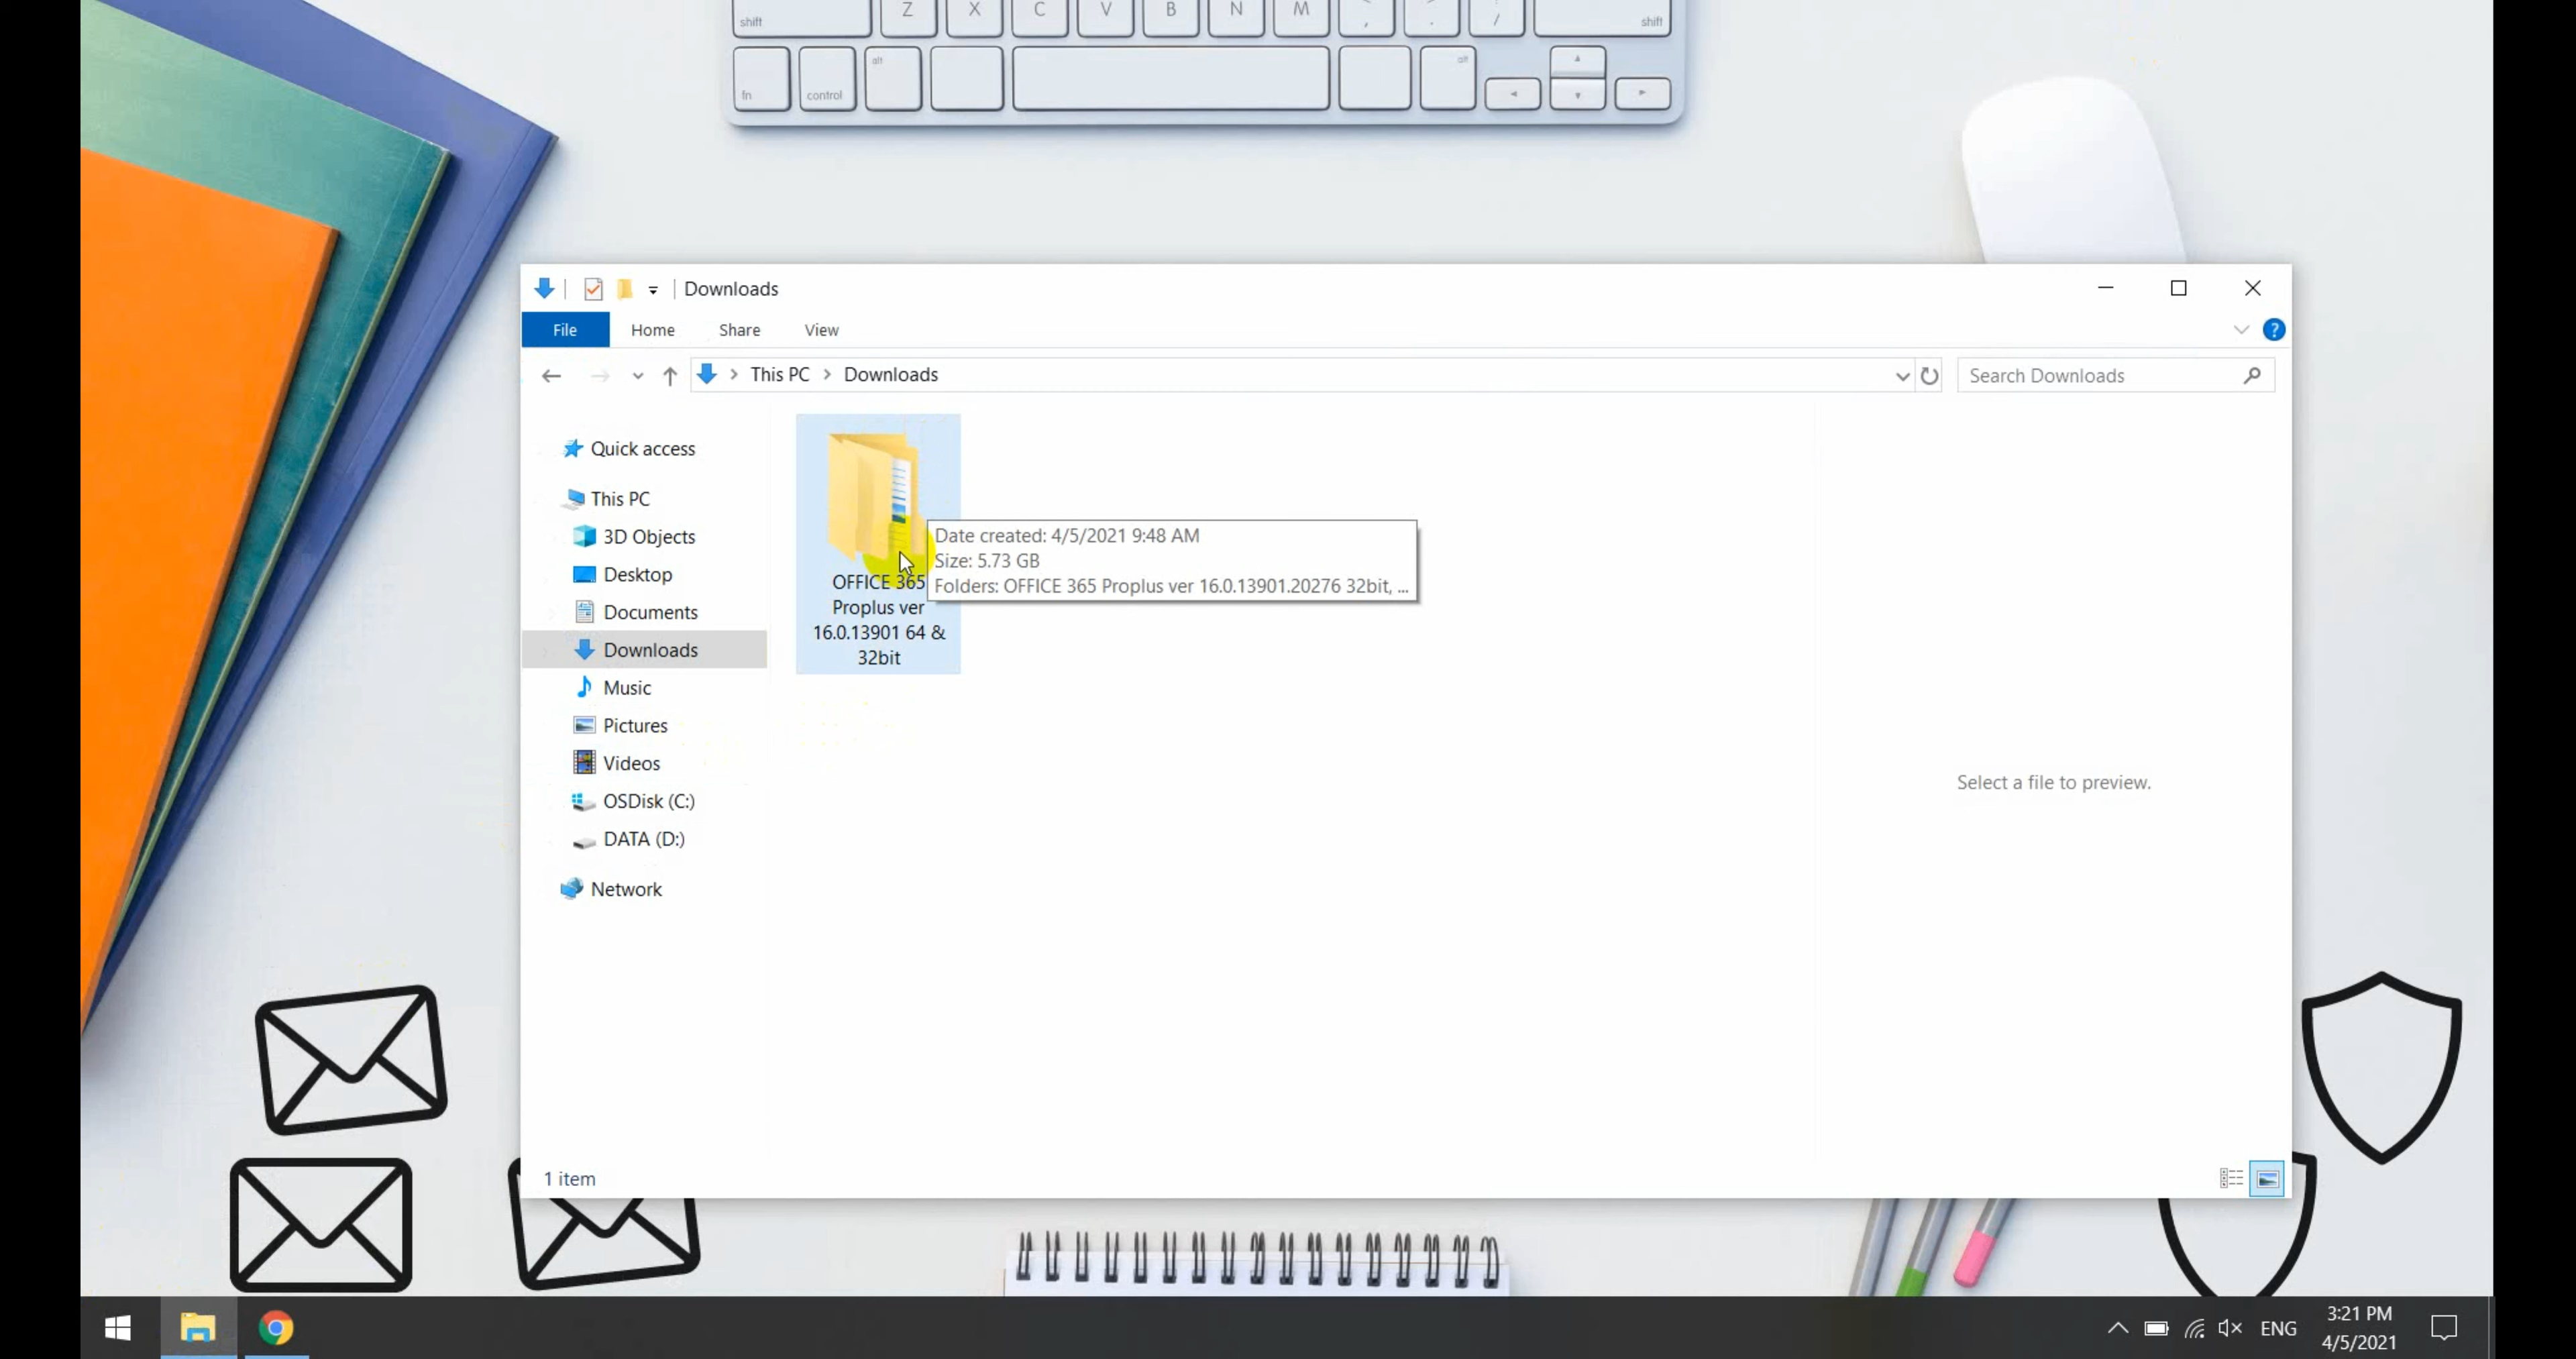 shift
Z
X
C
V
B
N
M
shift
fn
control
alt
alt
Downloads
File
Home
Share
View
?
This PC > Downloads
Search Downloads
Quick access
This PC
3D Objects
Desktop
Documents
Downloads
Music
Pictures
Videos
OSDisk (C:)
DATA (D:)
Network
OFFICE 365
Proplus ver
16.0.13901 64 &
32bit
Date created: 4/5/2021 9:48 AM
Size: 5.73 GB
Folders: OFFICE 365 Proplus ver 16.0.13901.20276 32bit, ...
Select a file to preview.
1 item
ENG
3:21 PM
4/5/2021